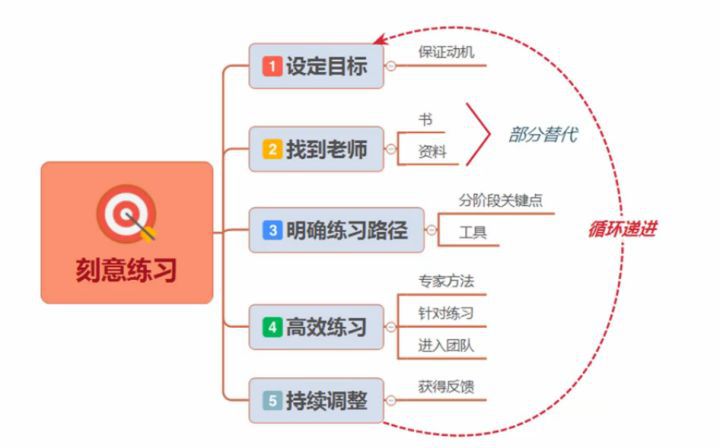 刻意练习
1 设定目标
保证动机
2 找到老师
书
资料
部分替代
3 明确练习路径
分阶段关键点
工具
4 高效练习
专家方法
针对练习
进入团队
5 持续调整
获得反馈
循环递进